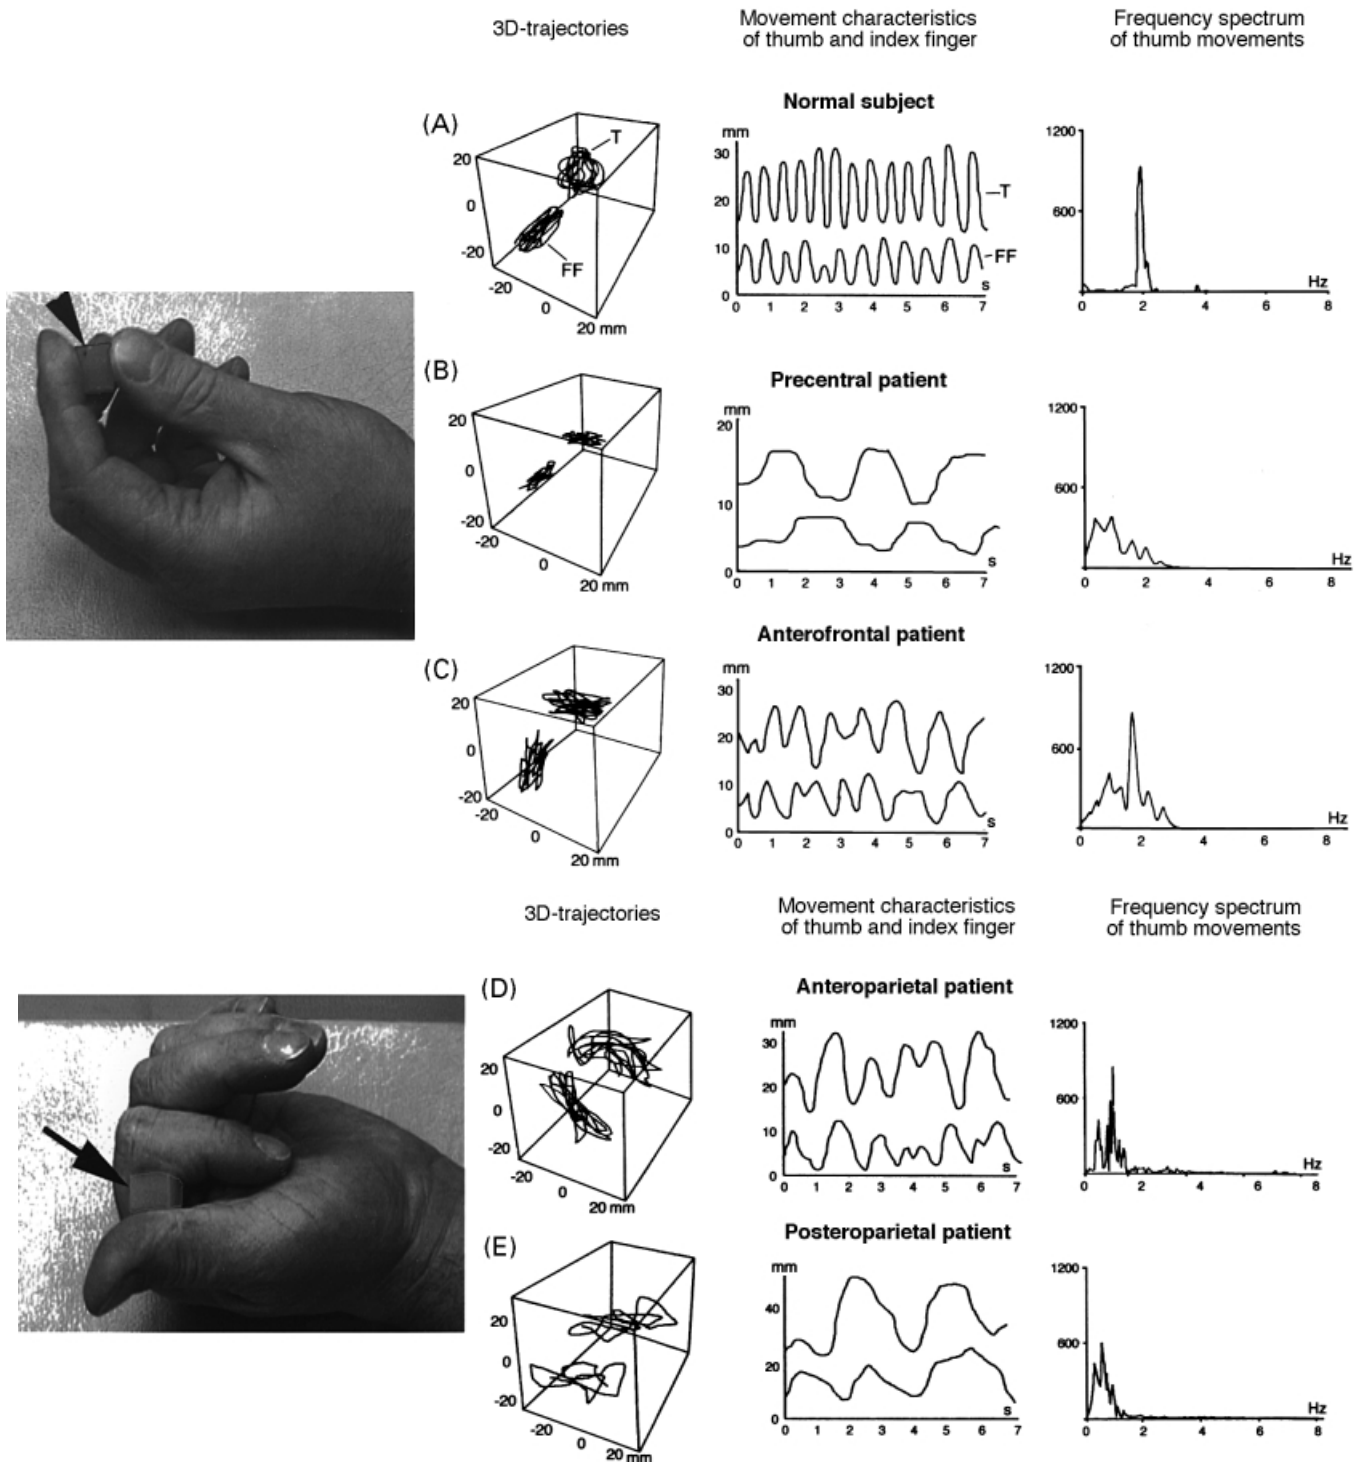 3D-trajectories
Movement characteristics
of thumb and index finger
Frequency spectrum
of thumb movements
Normal subject
(A)
20
0
-20
-20
0
20 mm
T
FF
mm
30
20
10
0
0 1 2 3 4 5 6 7
s
T
FF
1200
600
Hz
2 4 6 8
(B)
Precentral patient
20
0
-20
-20
0
20 mm
mm
20
10
0
0 1 2 3 4 5 6 7
s
1200
600
Hz
0 2 4 6 8
(C)
Anterofrontal patient
20
0
-20
-20
0
20 mm
mm
30
20
10
0
0 1 2 3 4 5 6 7
s
1200
600
Hz
0 2 4 6 8
3D-trajectories
Movement characteristics
of thumb and index finger
Frequency spectrum
of thumb movements
(D)
Anteroparietal patient
20
0
-20
-20
0
20 mm
mm
30
20
10
0
0 1 2 3 4 5 6 7
s
1200
600
Hz
0 2 4 6 8
(E)
Posteroparietal patient
20
0
-20
-20
0
20 mm
mm
40
20
0
0 1 2 3 4 5 6 7
s
1200
600
Hz
0 2 4 6 8